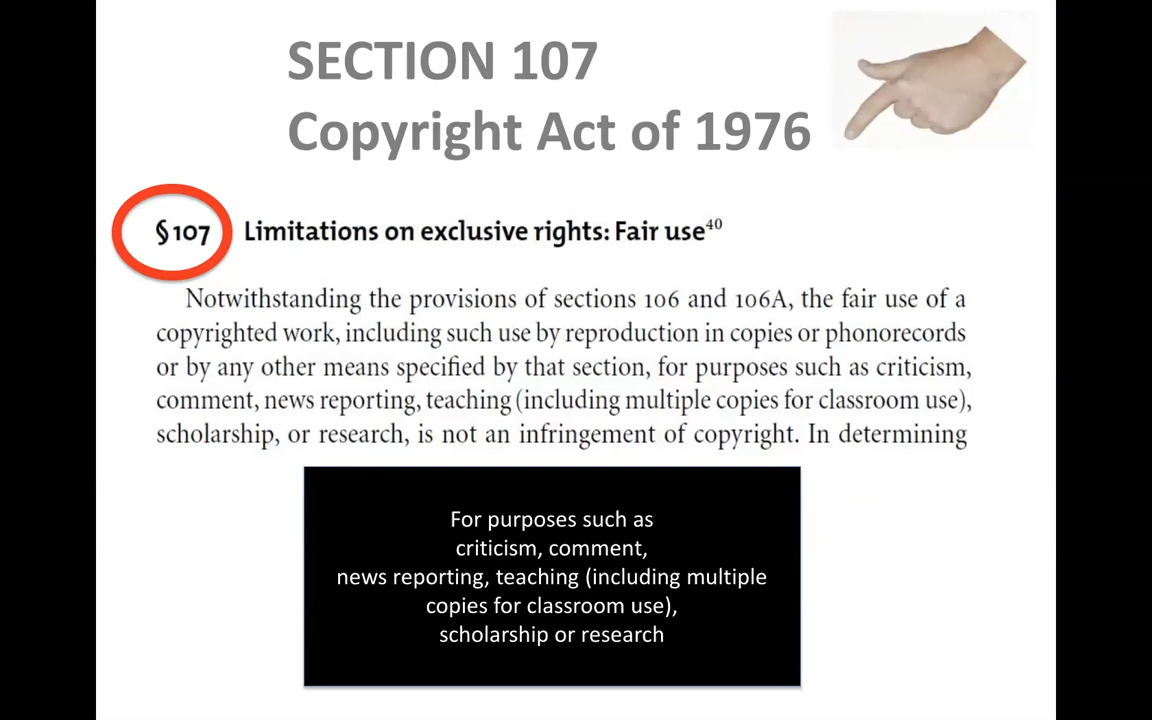 SECTION 107
Copyright Act of 1976
§ 107 Limitations on exclusive rights: Fair use40
Notwithstanding the provisions of sections 106 and 106A, the fair use of a
copyrighted work, including such use by reproduction in copies or phonorecords
or by any other means specified by that section, for purposes such as criticism,
comment, news reporting, teaching (including multiple copies for classroom use),
scholarship, or research, is not an infringement of copyright. In determining
For purposes such as
criticism, comment,
news reporting, teaching (including multiple
copies for classroom use),
scholarship or research